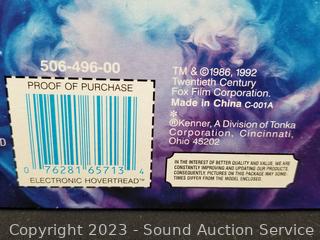 506-496-00
PROOF OF PURCHASE
0 76281 65713 4
ELECTRONIC HOVERTREAD™
TM & ©1986, 1992
Twentieth Century
Fox Film Corporation.
Made in China C-001A
*
®Kenner, A Division of Tonka
Corporation, Cincinnati,
Ohio 45202
IN THE INTEREST OF BETTER QUALITY AND VALUE, WE ARE
CONSTANTLY IMPROVING AND UPDATING OUR PRODUCTS.
CONSEQUENTLY, PICTURES ON THIS PACKAGE MAY SOME
TIMES DIFFER FROM THE MODEL ENCLOSED.
Copyright 2023 - Sound Auction Service